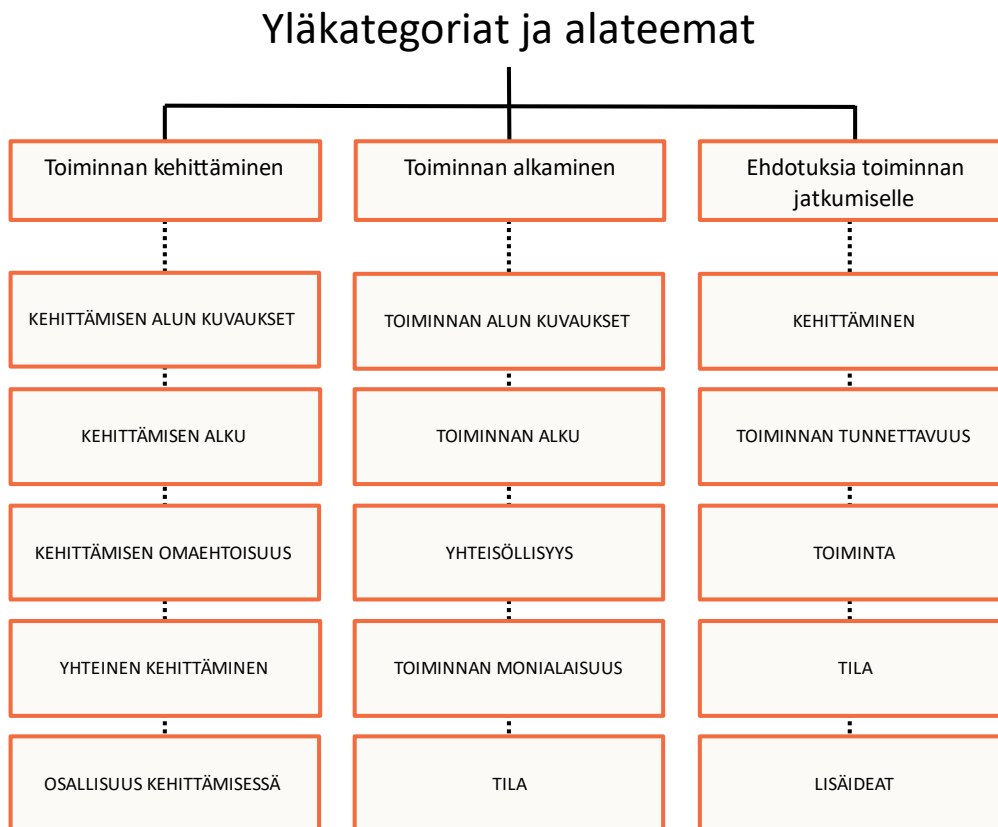 Yläkategoriat ja alateemat
Toiminnan kehittäminen
Toiminnan alkaminen
Ehdotuksia toiminnan
jatkumiselle
KEHITTÄMISEN ALUN KUVAUKSET
TOIMINNAN ALUN KUVAUKSET
KEHITTÄMINEN
KEHITTÄMISEN ALKU
TOIMINNAN ALKU
TOIMINNAN TUNNETTAVUUS
KEHITTÄMISEN OMAEHTOISUUS
YHTEISÖLLISYYS
TOIMINTA
YHTEINEN KEHITTÄMINEN
TOIMINNAN MONIALAISUUS
TILA
OSALLISUUS KEHITTÄMISESSÄ
TILA
LISÄIDEAT